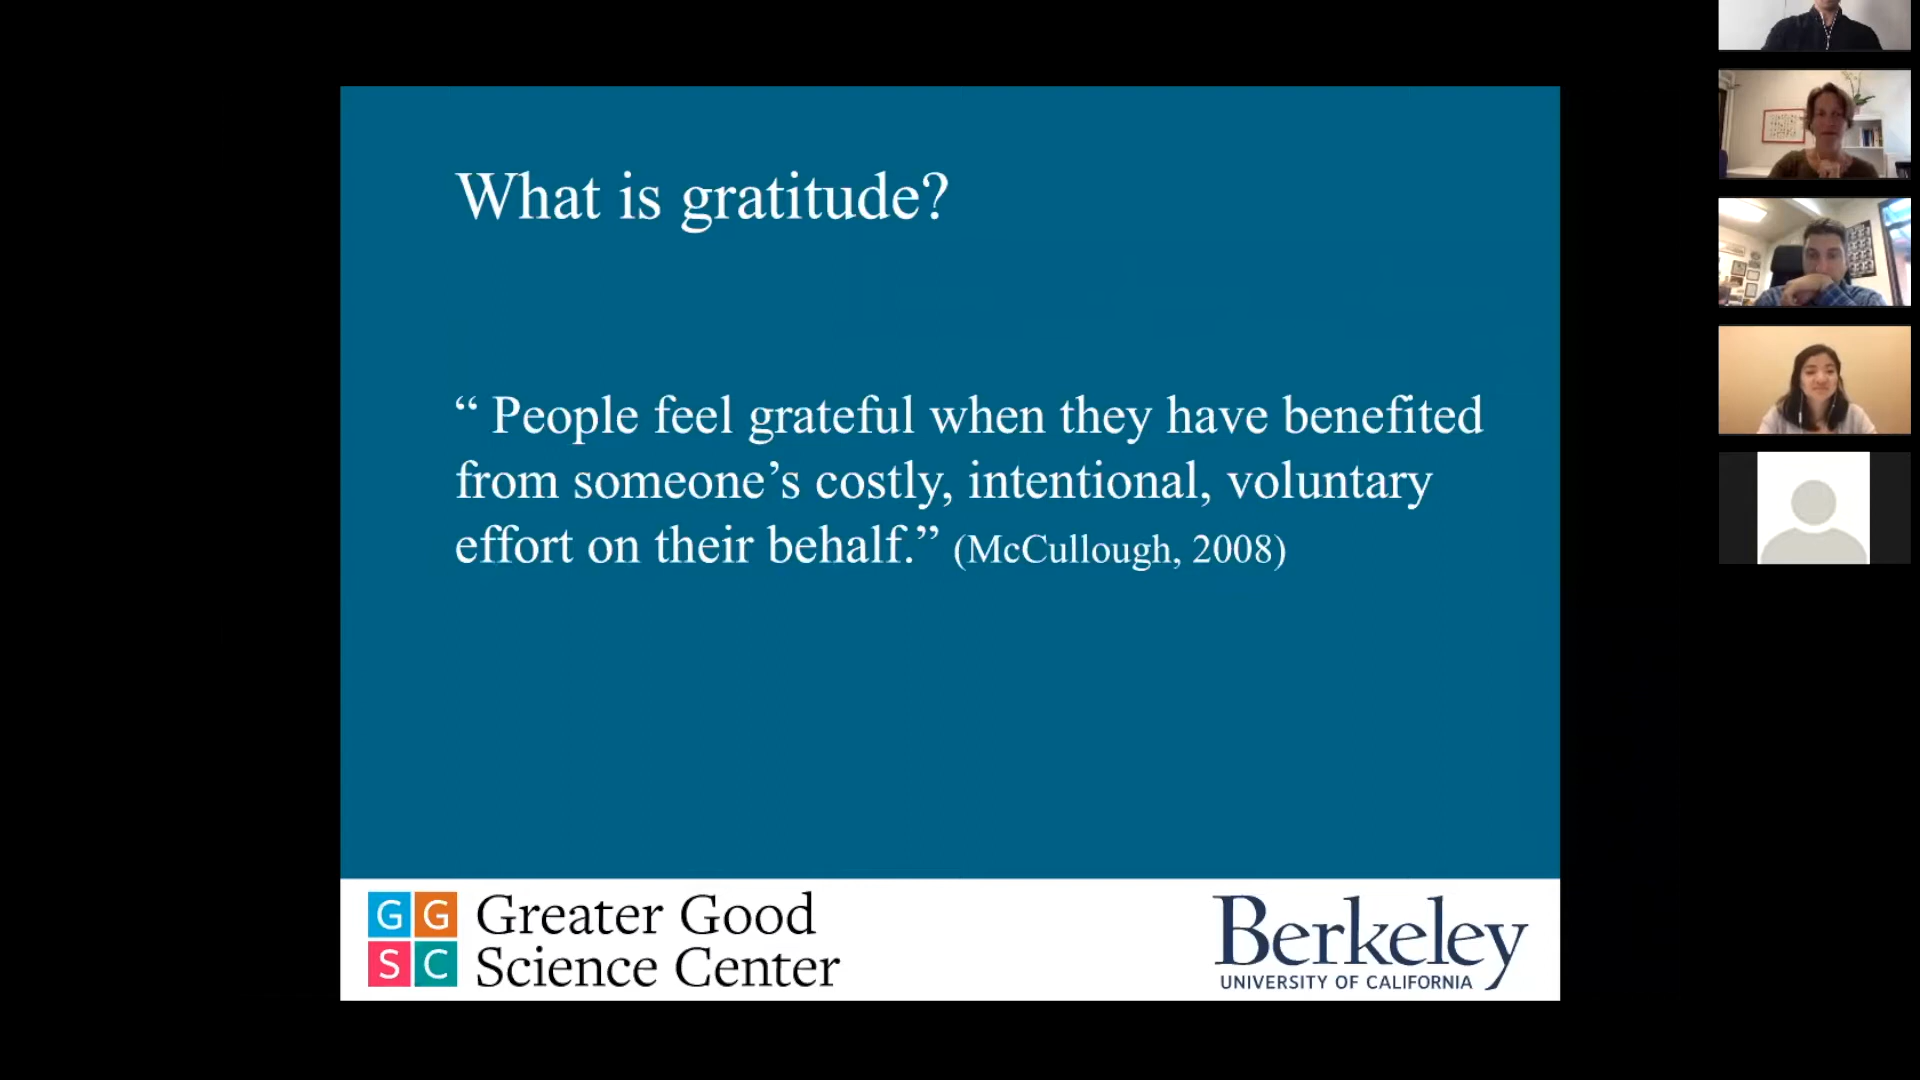 What is gratitude?
“ People feel grateful when they have benefited
from someone’s costly, intentional, voluntary
effort on their behalf.” (McCullough, 2008)
G G
S C
Greater Good
Science Center
Berkeley
UNIVERSITY OF CALIFORNIA